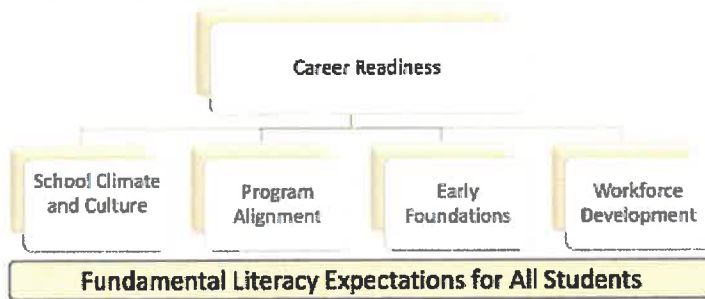 Career Readiness
School Climate
and Culture
Program
Alignment
Early
Foundations
Workforce
Development
Fundamental Literacy Expectations for All Students